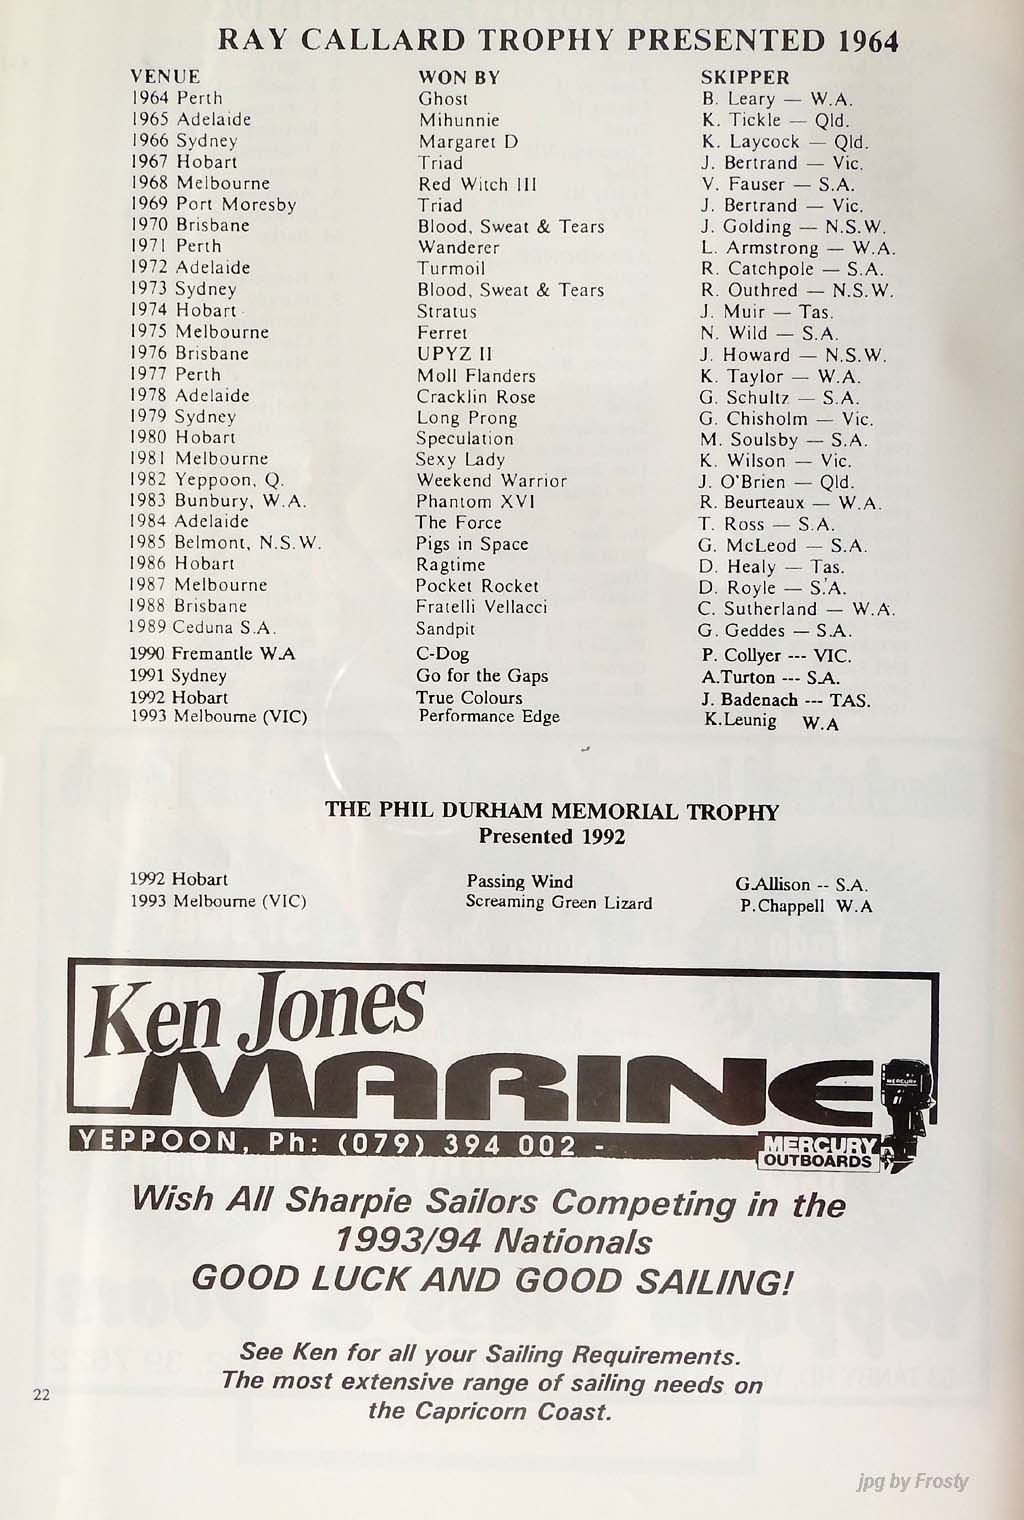 RAY CALLARD TROPHY PRESENTED 1964
VENUE WON BY SKIPPER
1964 Perth Ghost B. Leary — W.A.
1965 Adelaide Mihunnie K. Tickle — Qld.
1966 Sydney Margaret D K. Laycock — Qld.
1967 Hobart Triad J. Bertrand — Vic.
1968 Melbourne Red Witch III V. Fauser — S.A.
1969 Port Moresby Triad J. Bertrand — Vic.
1970 Brisbane Blood, Sweat & Tears J. Golding — N.S.W.
1971 Perth Wanderer L. Armstrong — W.A.
1972 Adelaide Turmoil R. Catchpole — S.A.
1973 Sydney Blood, Sweat & Tears R. Outhred — N.S.W.
1974 Hobart Stratus J. Muir — Tas.
1975 Melbourne Ferret N. Wild — S.A.
1976 Brisbane UPYZ II J. Howard — N.S.W.
1977 Perth Moll Flanders K. Taylor — W.A.
1978 Adelaide Cracklin Rose G. Schultz — S.A.
1979 Sydney Long Prong G. Chisholm — Vic.
1980 Hobart Speculation M. Soulsby — S.A.
1981 Melbourne Sexy Lady K. Wilson — Vic.
1982 Yeppoon, Q. Weekend Warrior J. O'Brien — Qld.
1983 Bunbury, W.A. Phantom XVI R. Beurteaux — W.A.
1984 Adelaide The Force T. Ross — S.A.
1985 Belmont, N.S.W. Pigs in Space G. McLeod — S.A.
1986 Hobart Ragtime D. Healy — Tas.
1987 Melbourne Pocket Rocket D. Royle — S.A.
1988 Brisbane Fratelli Vellacci C. Sutherland — W.A.
1989 Ceduna S.A. Sandpit G. Geddes — S.A.
1990 Fremantle W.A C-Dog P. Collyer --- VIC.
1991 Sydney Go for the Gaps A.Turton --- S.A.
1992 Hobart True Colours J. Badenach --- TAS.
1993 Melbourne (VIC) Performance Edge K.Leunig W.A
THE PHIL DURHAM MEMORIAL TROPHY
Presented 1992
1992 Hobart Passing Wind G.Allison -- S.A.
1993 Melbourne (VIC) Screaming Green Lizard P.Chappell W.A
Ken Jones
MARINE
MERCURY
YEPPOON, Ph: (079) 394 002 -
MERCURY
OUTBOARDS
Wish All Sharpie Sailors Competing in the
1993/94 Nationals
GOOD LUCK AND GOOD SAILING!
See Ken for all your Sailing Requirements.
The most extensive range of sailing needs on
the Capricorn Coast.
22
jpg by Frosty